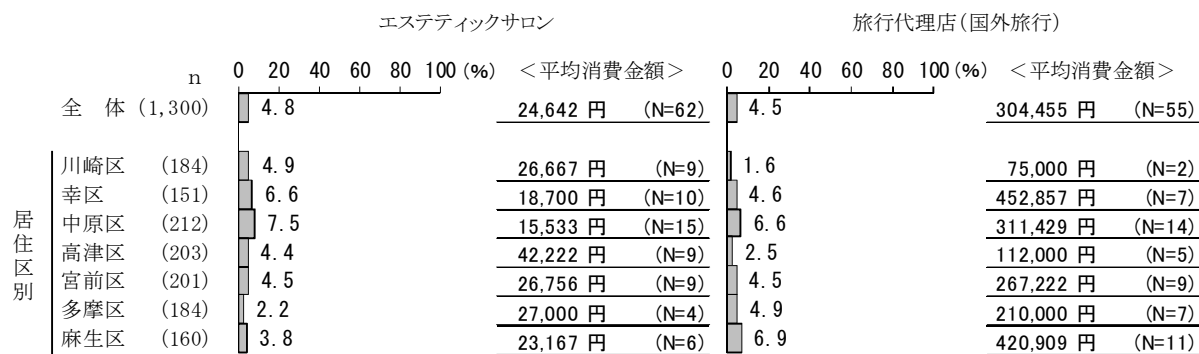 エステティックサロン 旅行代理店(国外旅行)
n 0 20 40 60 80 100 (%) <平均消費金額> 0 20 40 60 80 100 (%) <平均消費金額>
全 体 (1,300) 4.8 24,642 円 (N=62) 4.5 304,455 円 (N=55)
居住区別
川崎区 (184) 4.9 26,667 円 (N=9) 1.6 75,000 円 (N=2)
幸区 (151) 6.6 18,700 円 (N=10) 4.6 452,857 円 (N=7)
中原区 (212) 7.5 15,533 円 (N=15) 6.6 311,429 円 (N=14)
高津区 (203) 4.4 42,222 円 (N=9) 2.5 112,000 円 (N=5)
宮前区 (201) 4.5 26,756 円 (N=9) 4.5 267,222 円 (N=9)
多摩区 (184) 2.2 27,000 円 (N=4) 4.9 210,000 円 (N=7)
麻生区 (160) 3.8 23,167 円 (N=6) 6.9 420,909 円 (N=11)